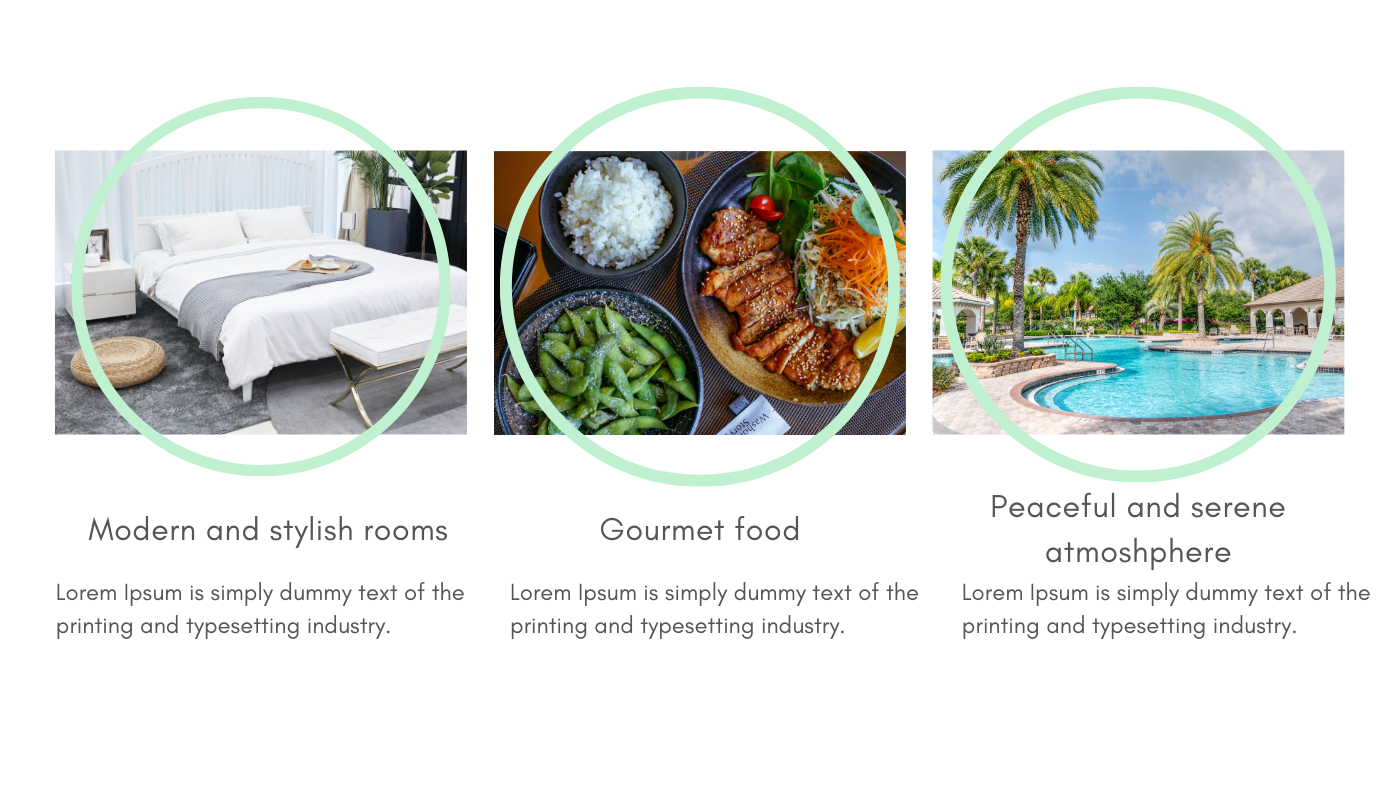 Modern and stylish rooms
Lorem Ipsum is simply dummy text of the
printing and typesetting industry.
Gourmet food
Lorem Ipsum is simply dummy text of the
printing and typesetting industry.
Peaceful and serene
atmoshphere
Lorem Ipsum is simply dummy text of the
printing and typesetting industry.